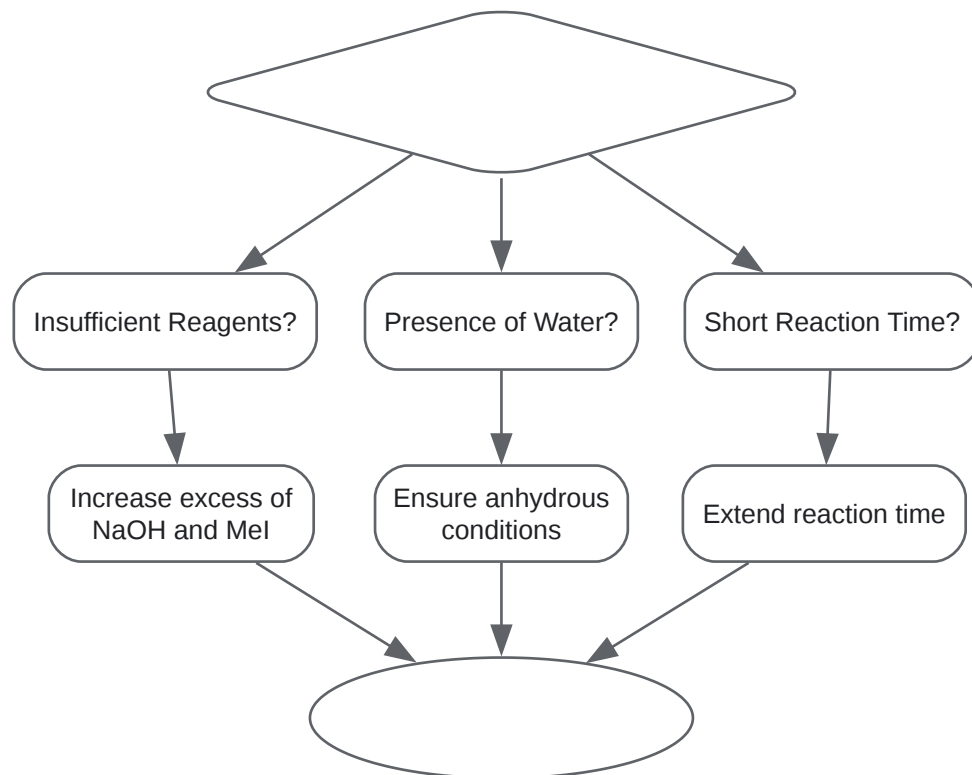 Insufficient Reagents?
Presence of Water?
Short Reaction Time?
Increase excess of
NaOH and MeI
Ensure anhydrous
conditions
Extend reaction time